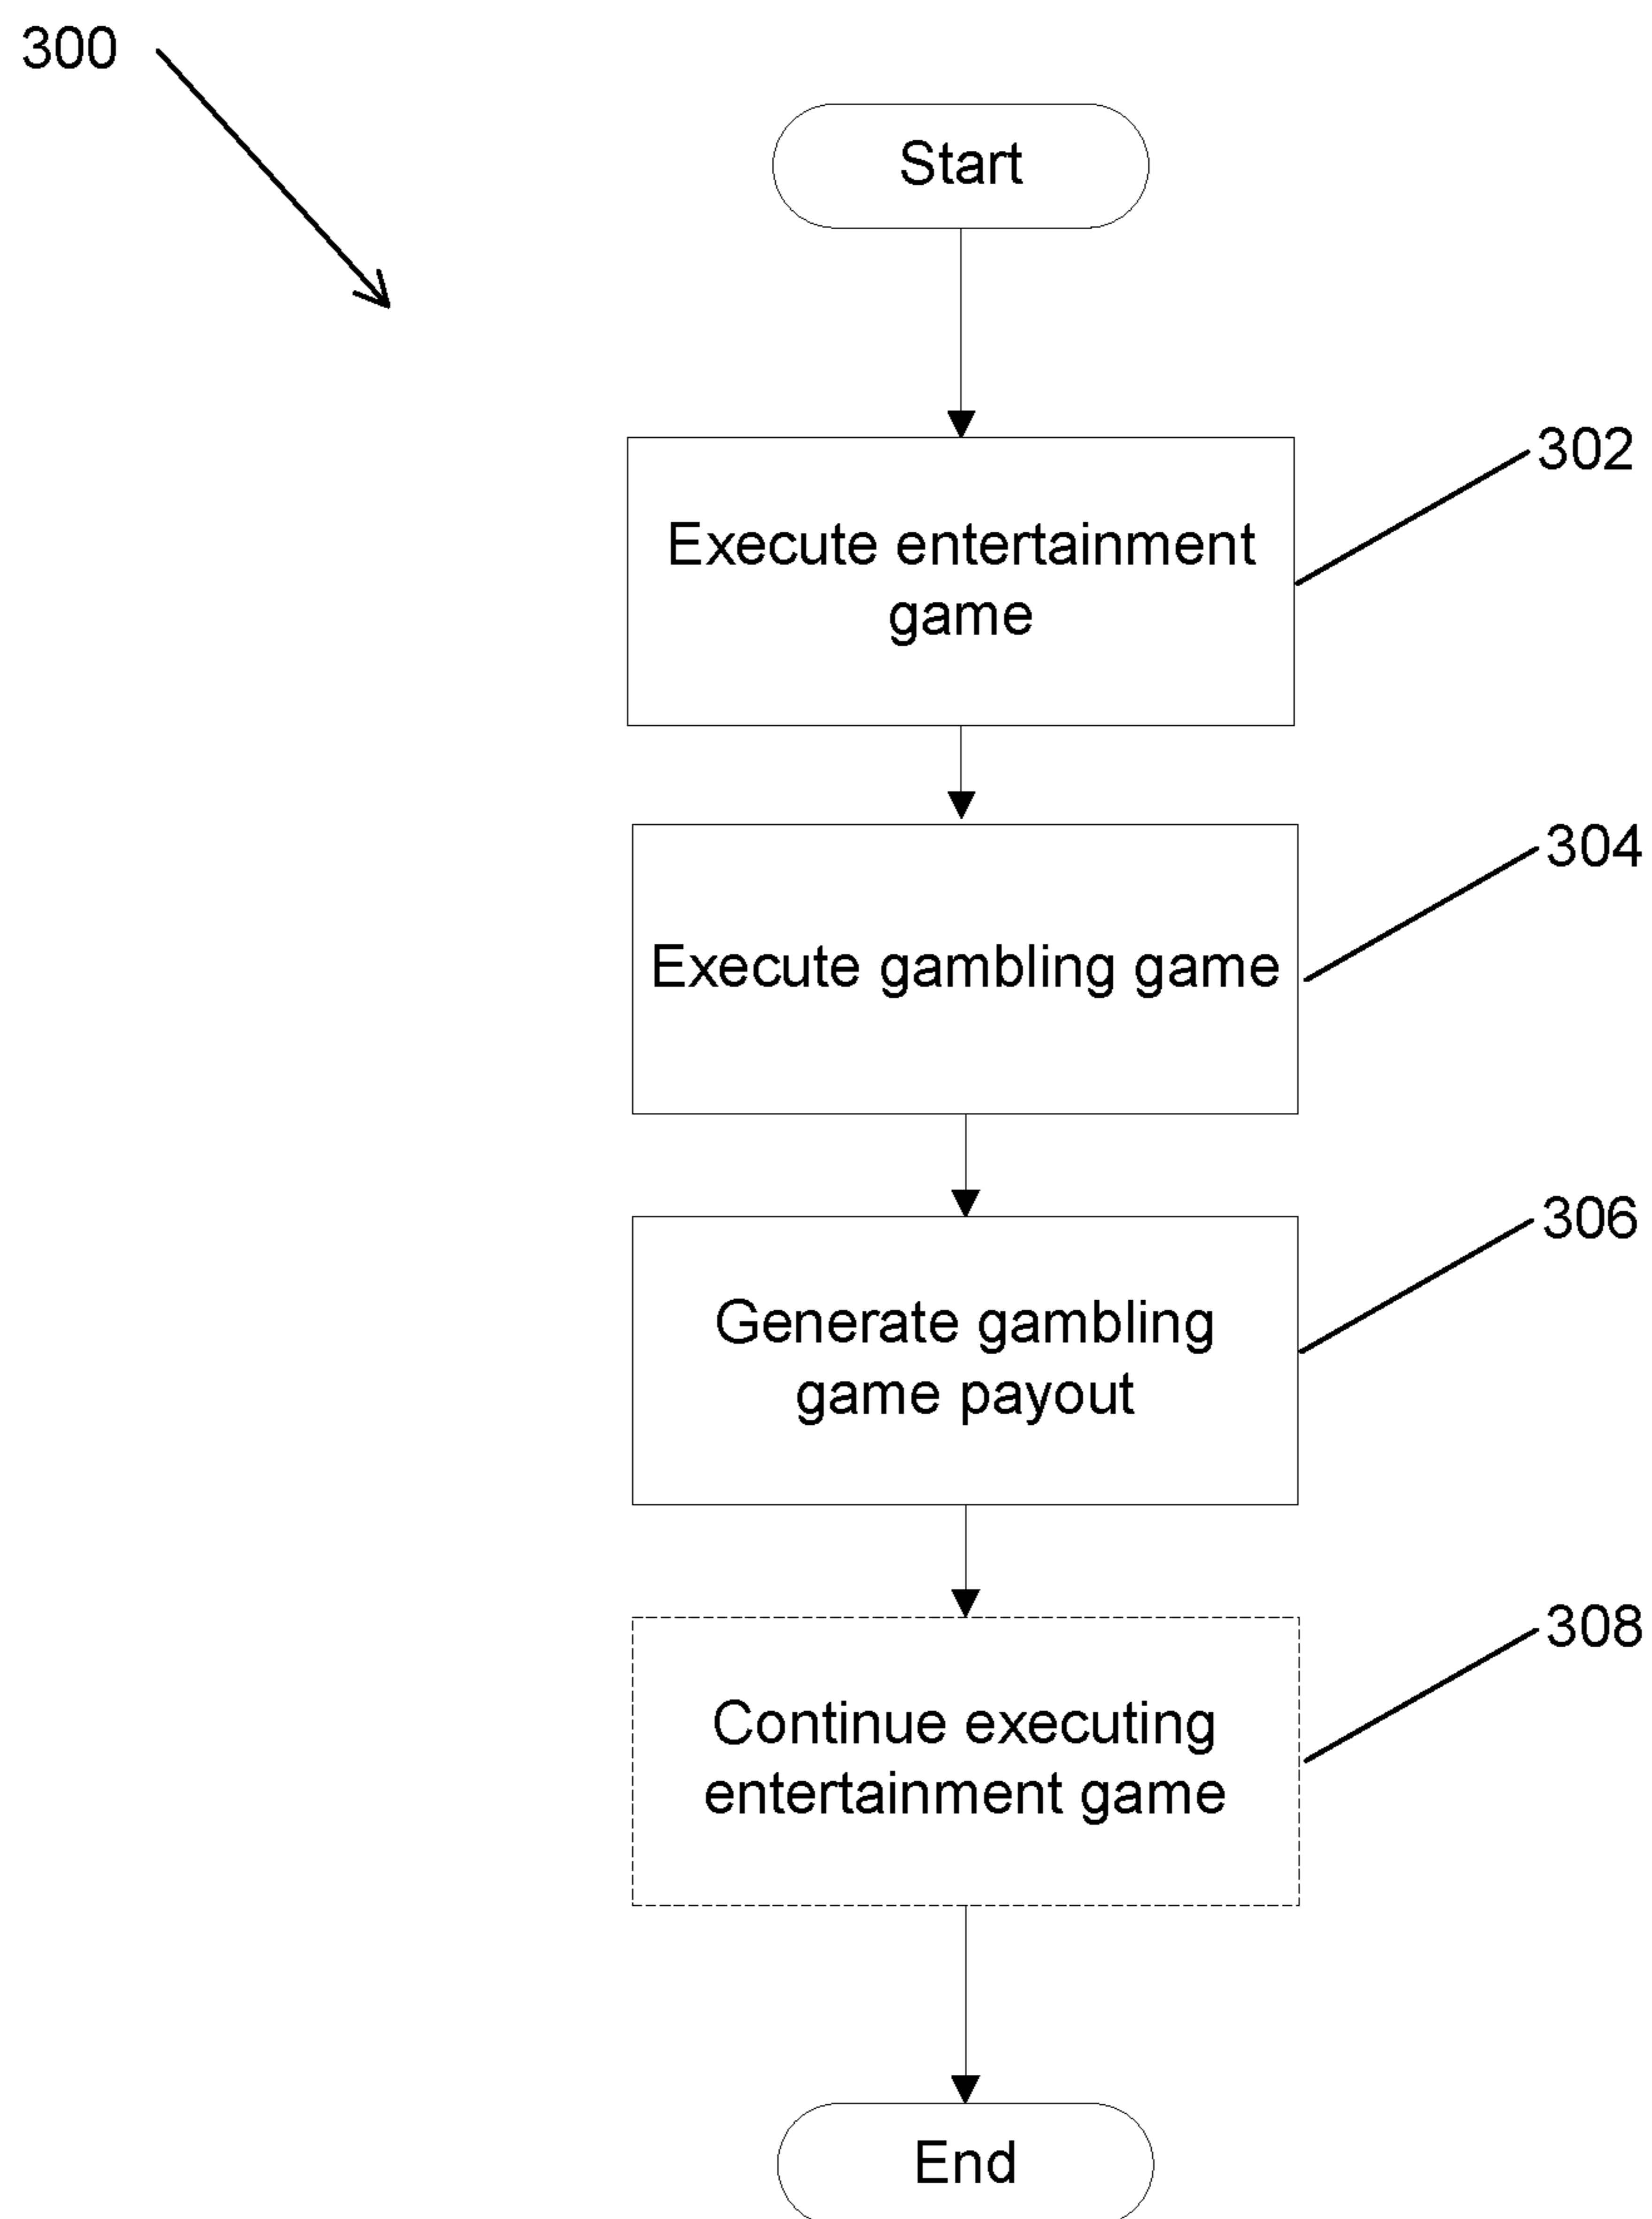 300
Start
302
Execute entertainment
game
304
Execute gambling game
306
Generate gambling
game payout
308
Continue executing
entertainment game
End